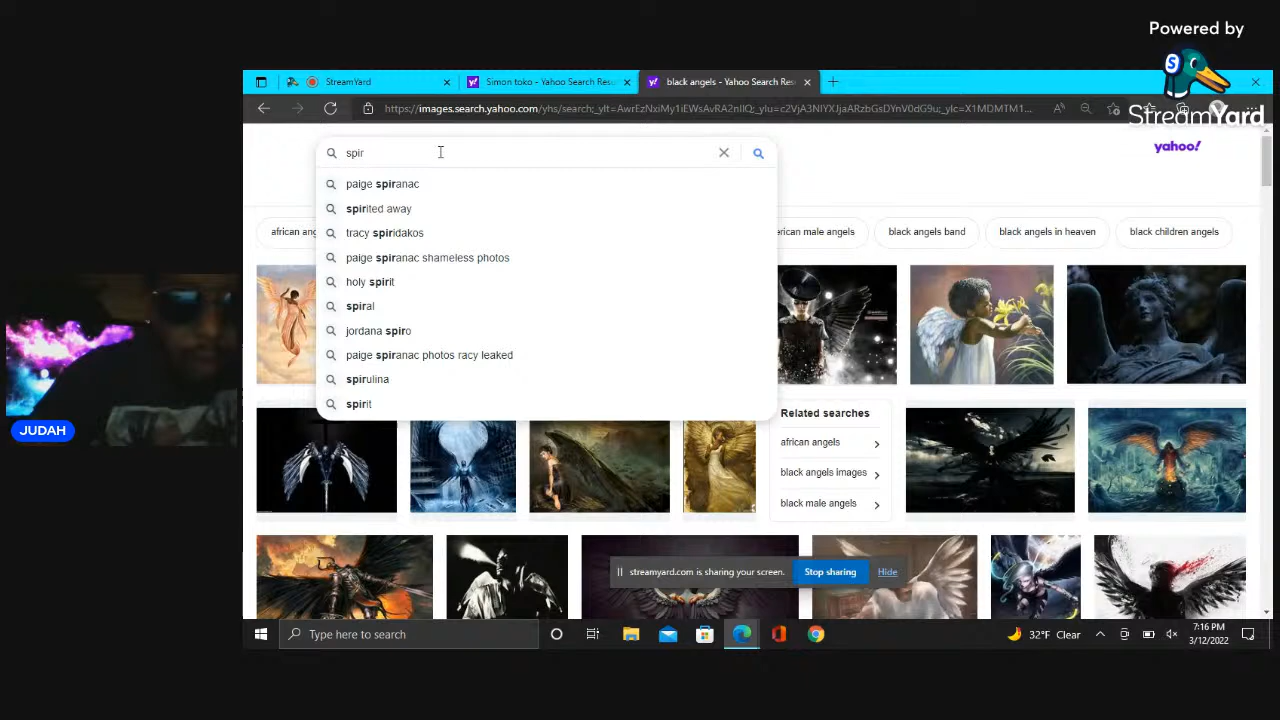 Powered by
StreamYard
StreamYard
Simon toko - Yahoo Search Resu
black angels - Yahoo Search Res
https://images.search.yahoo.com/yhs/search;_ylt=AwrEzNxiMy1iEWsAvRA2nIlQ;_ylu=c2VjA3NlYXJjaARzbGsDYnV0dG9u;_ylc=X1MDMTM1...
yahoo!
spir
paige spiranac
spirited away
tracy spiridakos
paige spiranac shameless photos
holy spirit
spiral
jordana spiro
paige spiranac photos racy leaked
spirulina
spirit
african ang
erican male angels
black angels band
black angels in heaven
black children angels
JUDAH
Related searches
african angels
black angels images
black male angels
streamyard.com is sharing your screen.
Stop sharing
Hide
Type here to search
32°F Clear
7:16 PM
3/12/2022